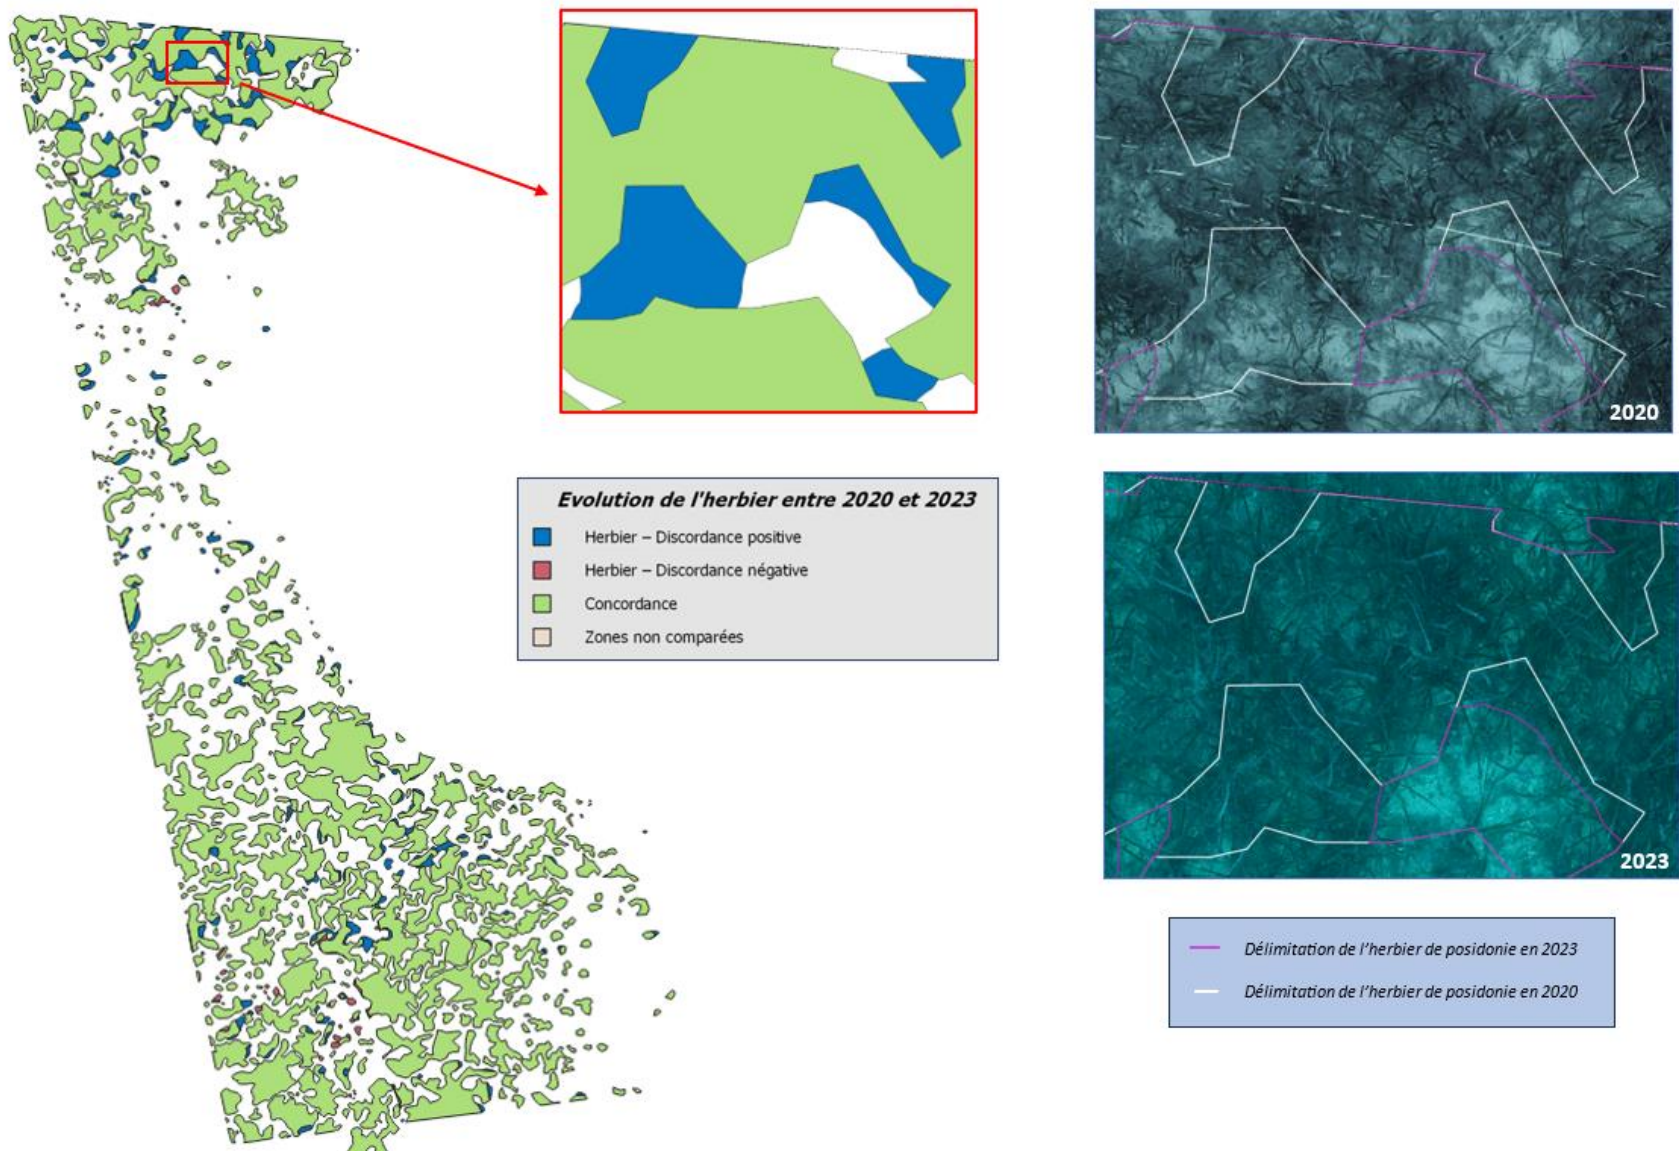 2020
Evolution de l'herbier entre 2020 et 2023
Herbier – Discordance positive
Herbier – Discordance négative
Concordance
Zones non comparées
2023
Délimitation de l'herbier de posidonie en 2023
Délimitation de l'herbier de posidonie en 2020